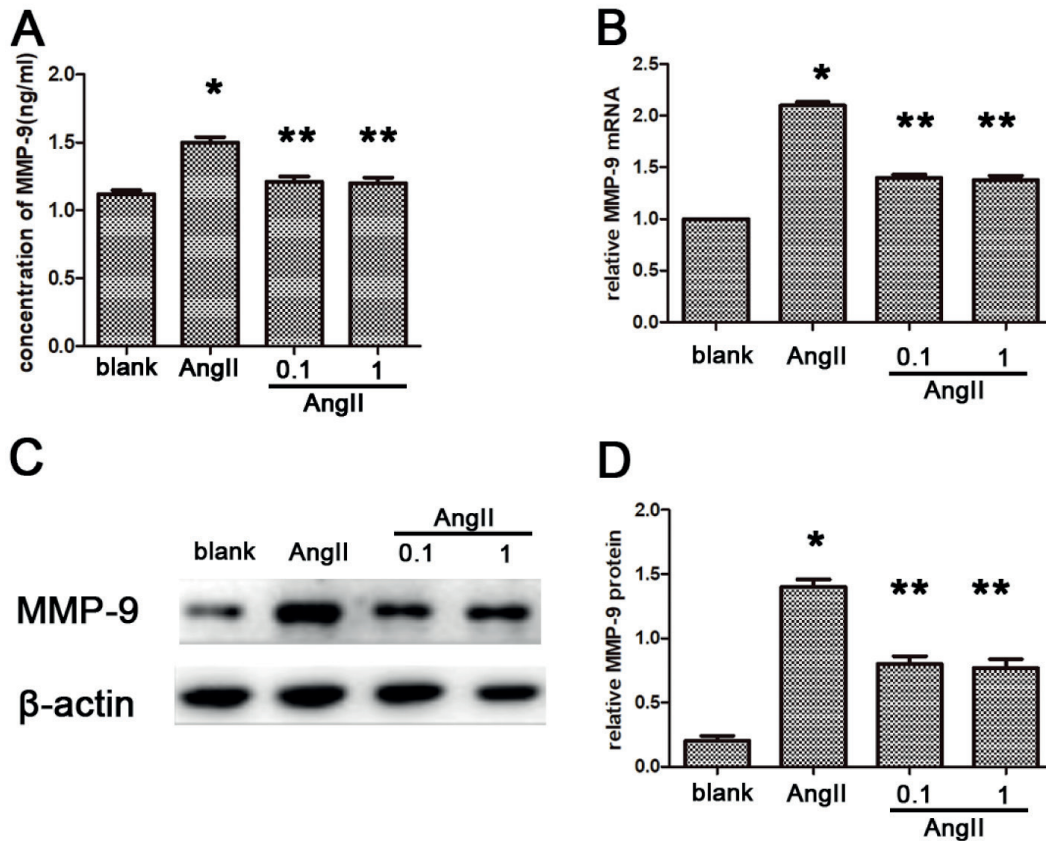 A
concentration of MMP-9(ng/ml)
2.0
1.5
1.0
0.5
0.0
*
**
**
blank AngII 0.1 1
AngII
B
relative MMP-9 mRNA
2.5
2.0
1.5
1.0
0.5
0.0
*
**
**
blank AngII 0.1 1
AngII
C
AngII
blank AngII 0.1 1
MMP-9
β-actin
D
relative MMP-9 protein
2.0
1.5
1.0
0.5
0.0
*
**
**
blank AngII 0.1 1
AngII